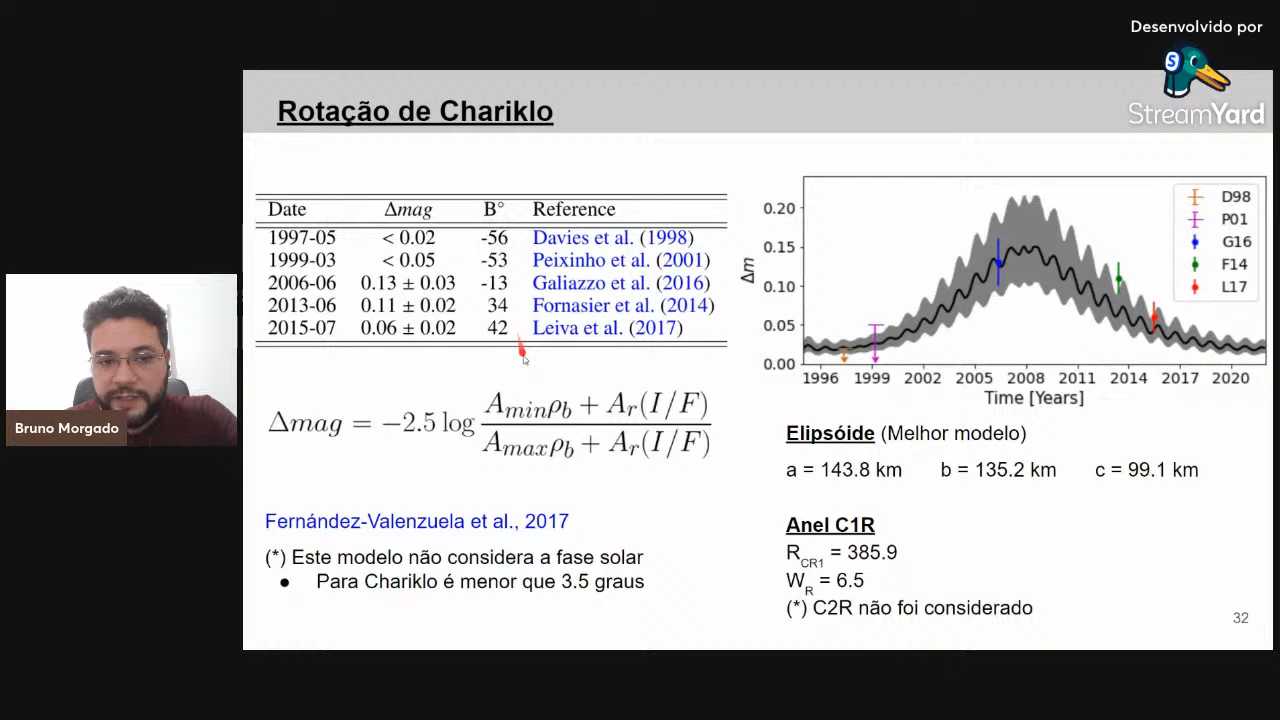 Desenvolvido por
StreamYard
Rotação de Chariklo
Date Δmag B° Reference
1997-05 < 0.02 -56 Davies et al. (1998)
1999-03 < 0.05 -53 Peixinho et al. (2001)
2006-06 0.13 ± 0.03 -13 Galiazzo et al. (2016)
2013-06 0.11 ± 0.02 34 Fornasier et al. (2014)
2015-07 0.06 ± 0.02 42 Leiva et al. (2017)
Δmag = −2.5 log (A_min ρ_b + A_r(I/F)) / (A_max ρ_b + A_r(I/F))
Fernández-Valenzuela et al., 2017
(*) Este modelo não considera a fase solar
● Para Chariklo é menor que 3.5 graus
Δm
0.20
0.15
0.10
0.05
0.00
D98
P01
G16
F14
L17
1996 1999 2002 2005 2008 2011 2014 2017 2020
Time [Years]
Elipsóide (Melhor modelo)
a = 143.8 km b = 135.2 km c = 99.1 km
Anel C1R
R_CR1 = 385.9
W_R = 6.5
(*) C2R não foi considerado
32
Bruno Morgado